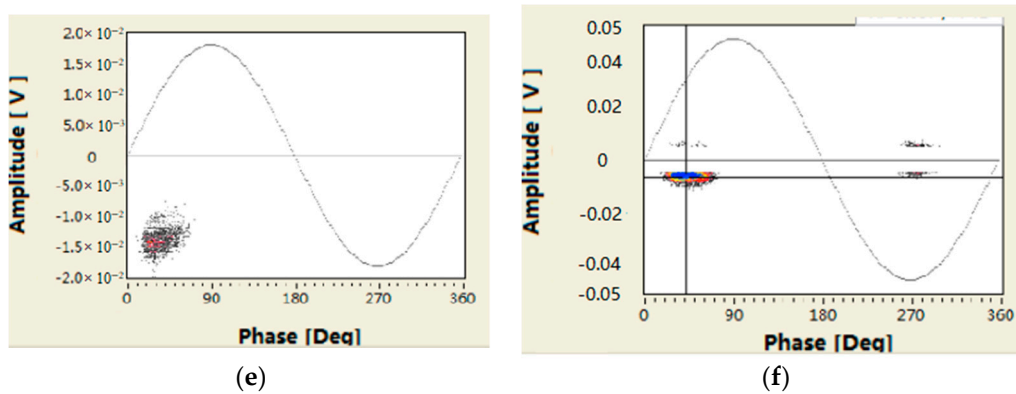 2.0× 10⁻²
1.5× 10⁻²
1.0× 10⁻²
5.0× 10⁻³
0
-5.0× 10⁻³
-1.0× 10⁻²
-1.5× 10⁻²
-2.0× 10⁻²
Amplitude [ V ]
0 90 180 270 360
Phase [Deg]
(e)
0.05
0.04
0.02
0
-0.02
-0.04
-0.05
Amplitude [ V ]
0 90 180 270 360
Phase [Deg]
(f)